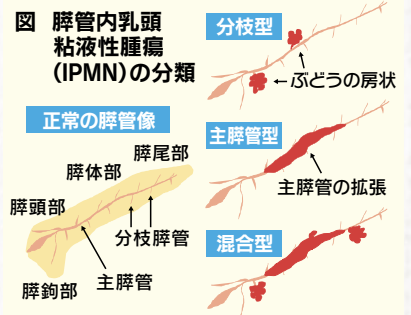 図 膵管内乳頭
粘液性腫瘍
（IPMN）の分類
正常の膵管像
膵尾部
膵体部
膵頭部
分枝膵管
主膵管
膵鉤部
分枝型
←ぶどうの房状
主膵管型
主膵管の拡張
混合型